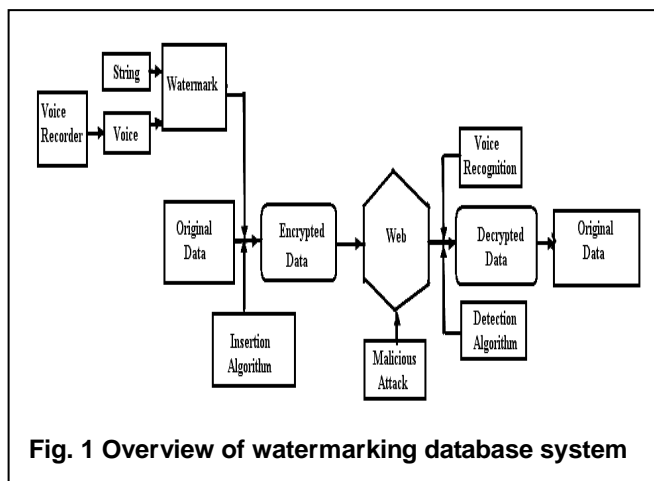 String
Watermark
Voice
Recorder
Voice
Voice
Recognition
Original
Data
Encrypted
Data
Web
Decrypted
Data
Original
Data
Insertion
Algorithm
Malicious
Attack
Detection
Algorithm
Fig. 1 Overview of watermarking database system